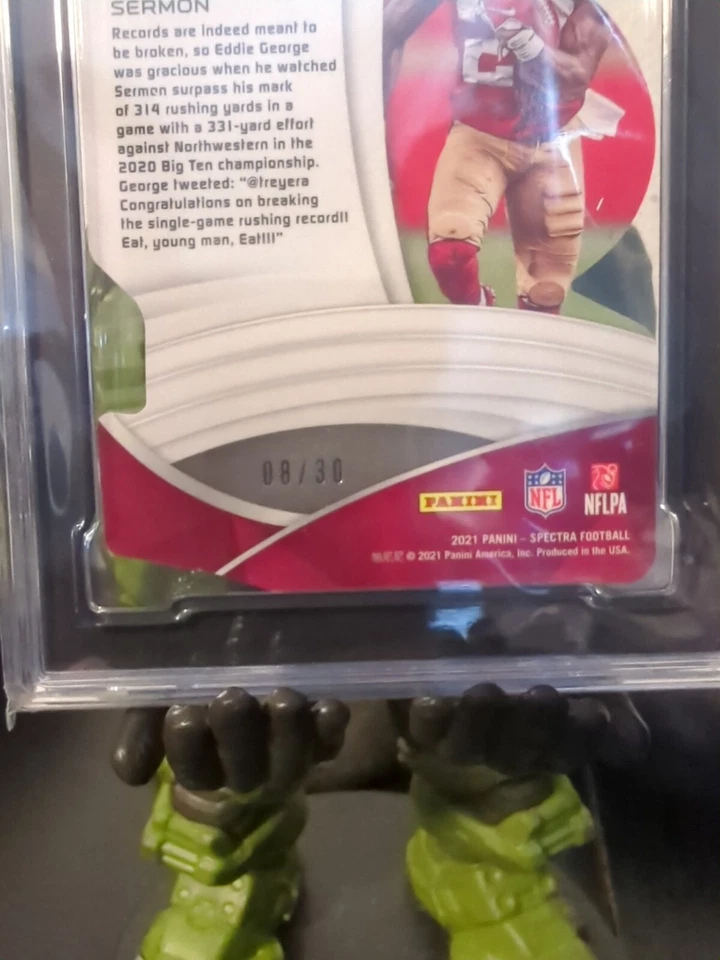 SERMON
Records are indeed meant to
be broken, so Eddie George
was gracious when he watched
Sermon surpass his mark
of 314 rushing yards in a
game with a 331-yard effort
against Northwestern in the
2020 Big Ten championship.
George tweeted: "@treyera
Congratulations on breaking
the single-game rushing record!!
Eat, young man, Eat!!!"
2
08/30
PANINI
NFL
NFLPA
2021 PANINI – SPECTRA FOOTBALL
© 2021 Panini America, Inc. Produced in the USA.